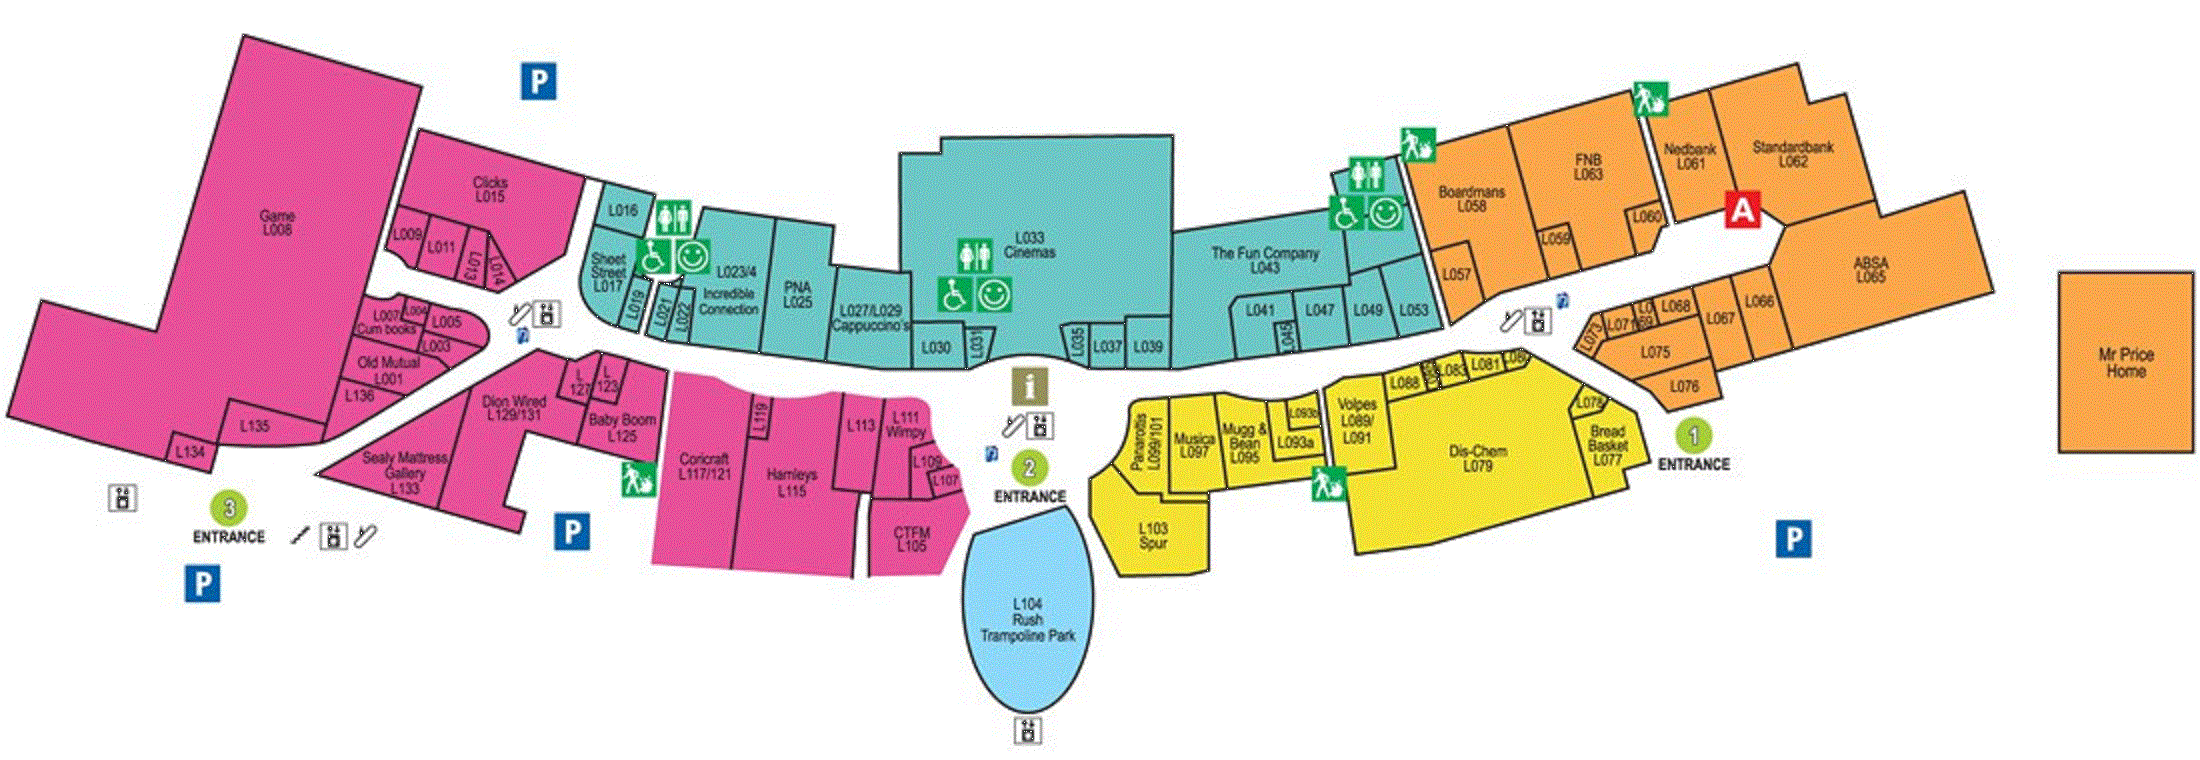 P
Game
L008
Clicks
L015
L009
L011
L013
L014
L007
Cum books
L004
L005
L003
Old Mutual
L001
L136
L135
L134
3
ENTRANCE
P
Sealy Mattress
Gallery
L133
Dion Wired
L129/131
L
127
L
123
Baby Boom
L125
P
L016
Sheet
Street
L017
L019
L021
L022
L023/4
Incredible
Connection
PNA
L025
L027/L029
Cappuccino's
L030
L031
L033
Cinemas
L035
L037
L039
The Fun Company
L043
L041
L045
L047
L049
L053
Coricraft
L117/121
L119
Hamleys
L115
L113
L111
Wimpy
L109
L107
CTFM
L105
i
2
ENTRANCE
L104
Rush
Trampoline Park
Panarottis
L099/101
Musica
L097
Mugg &
Bean
L095
L093b
L093a
L103
Spur
Volpes
L089/
L091
L088
L083
L081
L080
Dis-Chem
L079
L078
Bread
Basket
L077
Boardmans
L058
L057
FNB
L063
L059
L060
Nedbank
L061
Standardbank
L062
A
ABSA
L065
L066
L067
L068
L0
69
L071
L073
L075
L076
1
ENTRANCE
P
Mr Price
Home